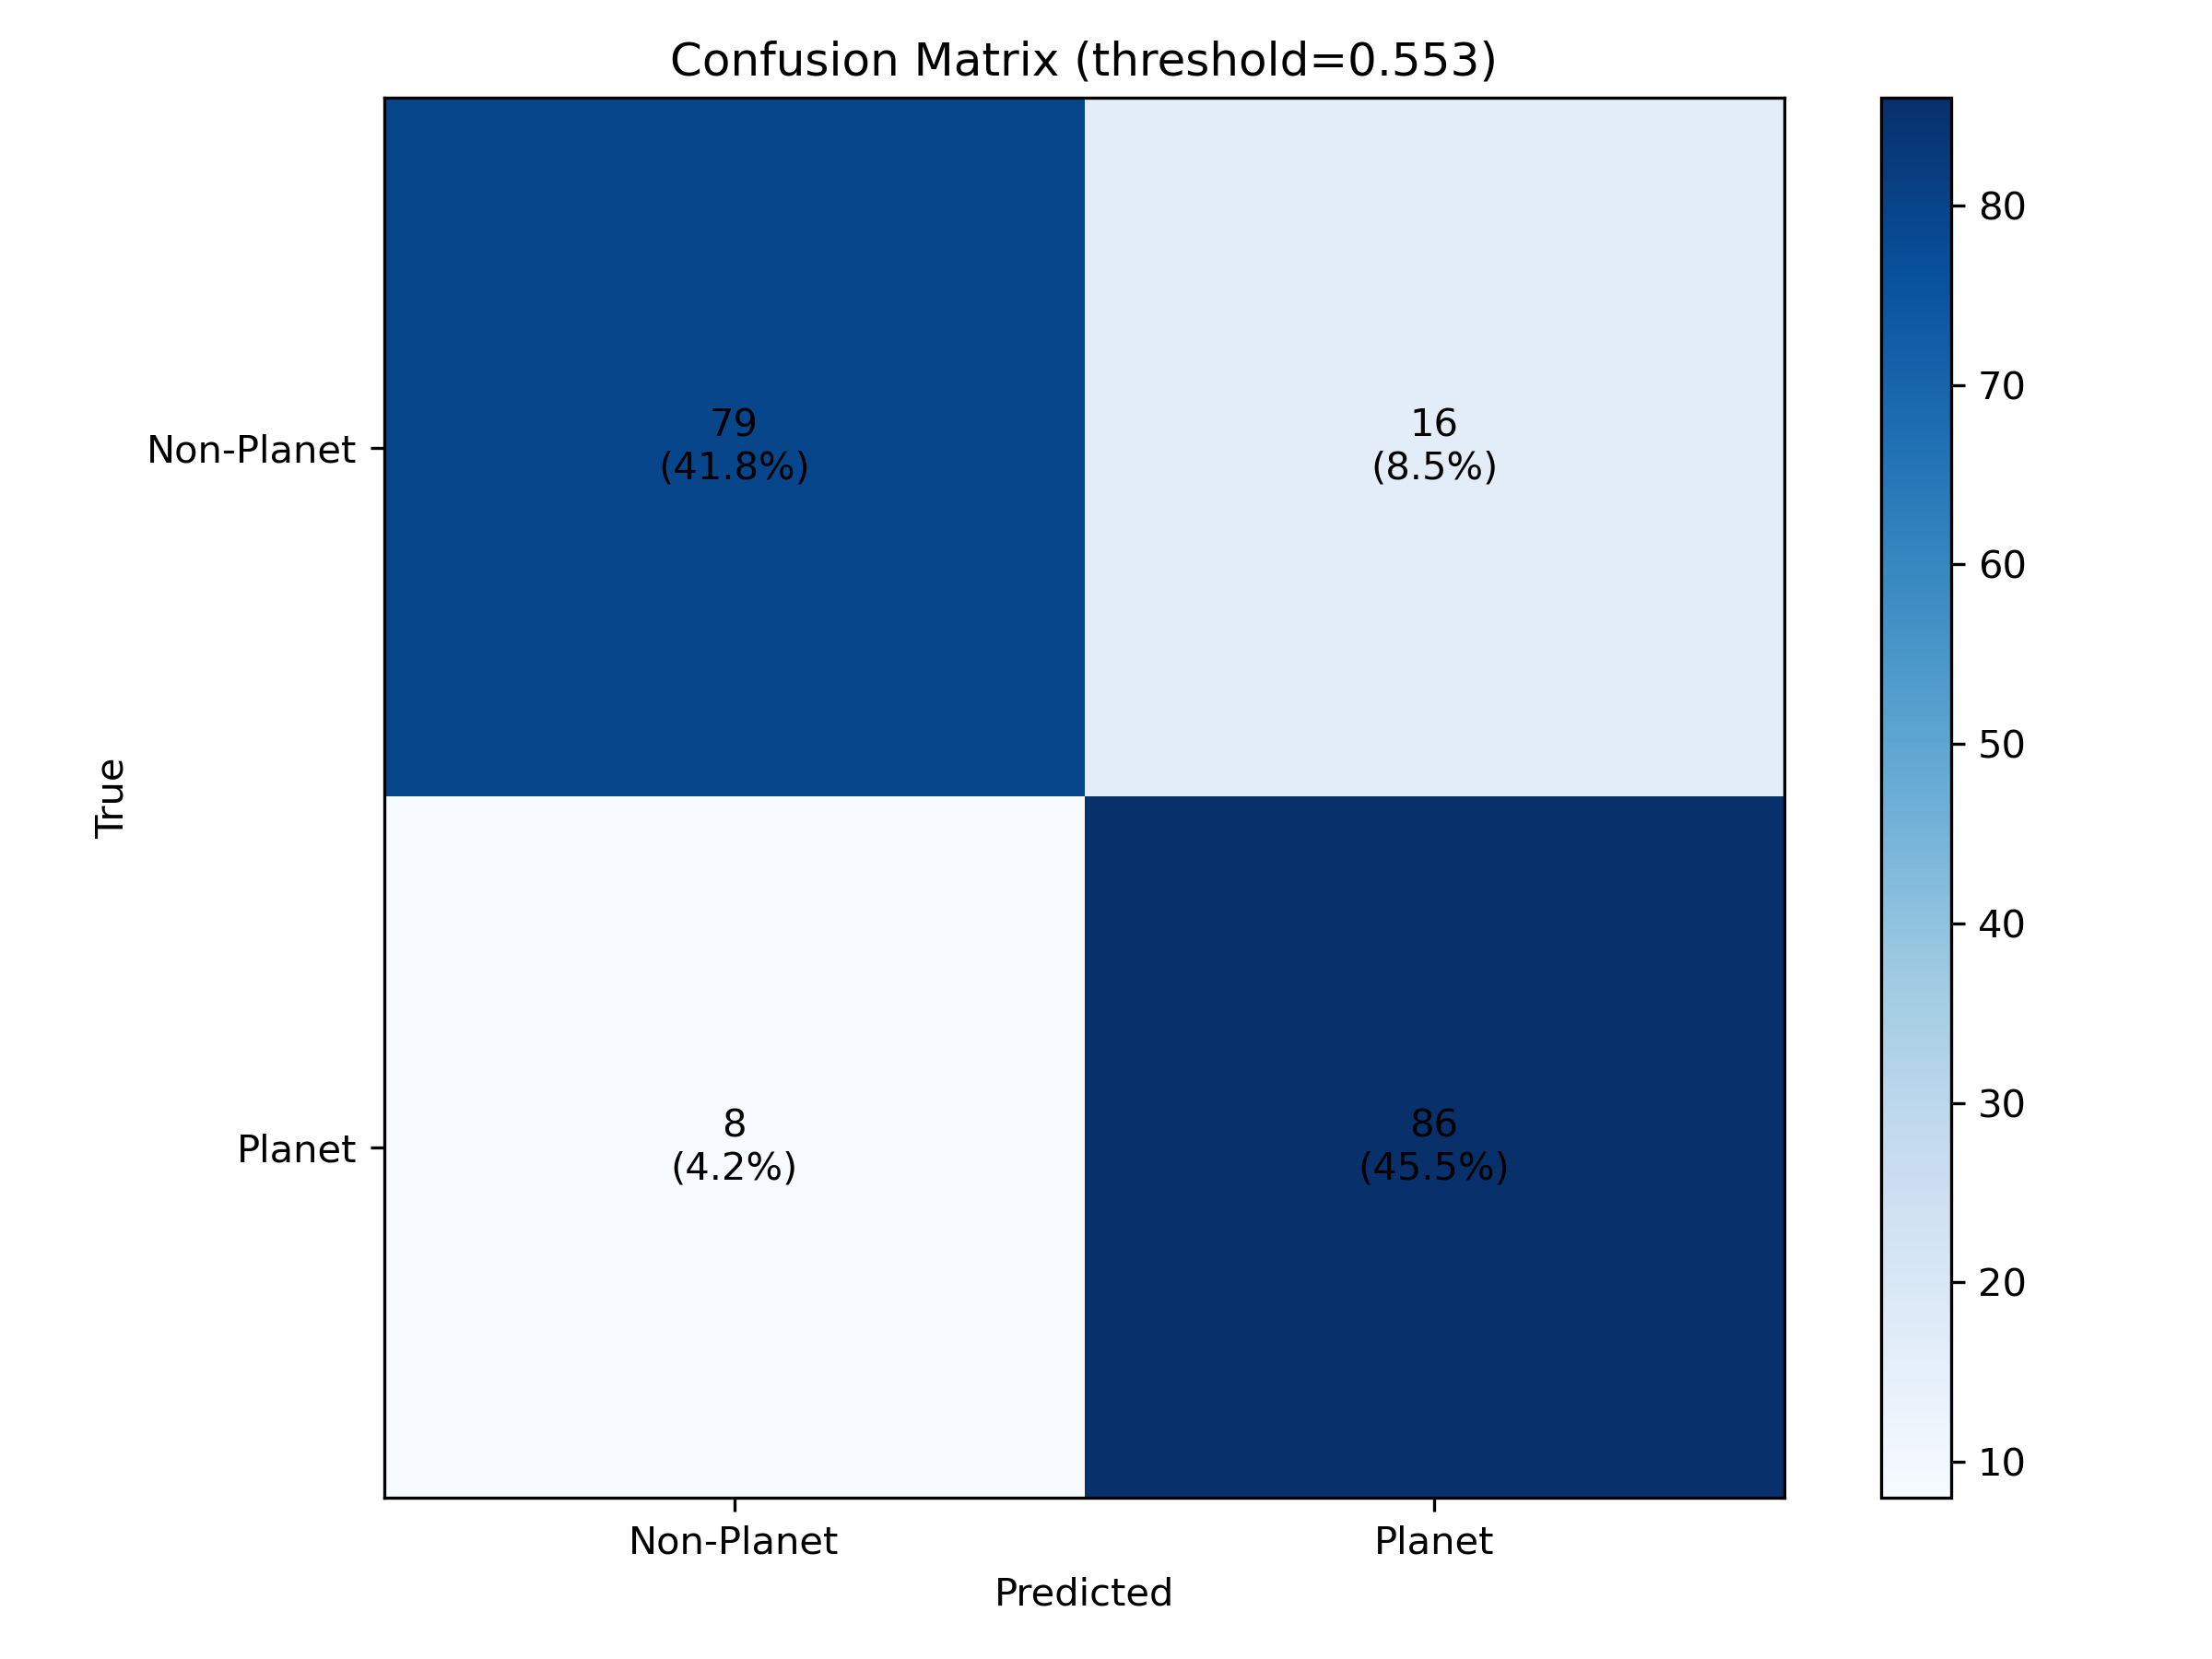 Confusion Matrix (threshold=0.553)
Non-Planet
Planet
True
79
(41.8%)
16
(8.5%)
8
(4.2%)
86
(45.5%)
Non-Planet
Planet
Predicted
80
70
60
50
40
30
20
10